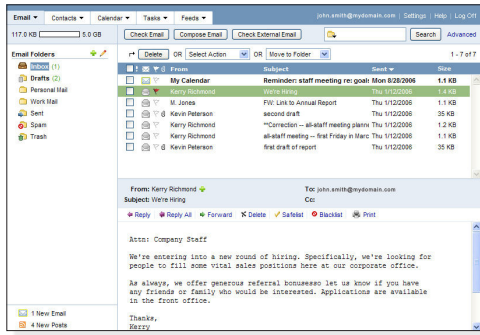 Email Contacts Calendar Tasks Feeds john.smith@mydomain.com | Settings | Help | Log Off
117.0 KB 5.0 GB Check Email Compose Email Check External Email Search Advanced
Email Folders Delete OR Select Action OR Move to Folder 1 - 7 of 7
Inbox (1) ! From Subject Sent Size
Drafts (2) My Calendar Reminder: staff meeting re: goals Mon 8/28/2006 1.1 KB
Personal Mail Kerry Richmond We're Hiring Thu 1/12/2006 1.4 KB
Work Mail M. Jones FW: Link to Annual Report Thu 1/12/2006 1.1 KB
Sent Kevin Peterson second draft Thu 1/12/2006 35 KB
Spam Kerry Richmond **Correction -- all-staff meeting planne Thu 1/12/2006 1.2 KB
Trash Kerry Richmond all-staff meeting -- first Friday in Marc Thu 1/12/2006 1.1 KB
Kevin Peterson first draft of report Thu 1/12/2006 35 KB
From: Kerry Richmond To: john.smith@mydomain.com
Subject: We're Hiring Cc:
Reply Reply All Forward Delete Safelist Blacklist Print
Attn: Company Staff
We're entering into a new round of hiring. Specifically, we're looking for
people to fill some vital sales positions here at our corporate office.
As always, we offer generous referral bonusesso let us know if you have
any friends or family who would be interested. Applications are available
in the front office.
Thanks,
1 New Email
4 New Posts Kerry